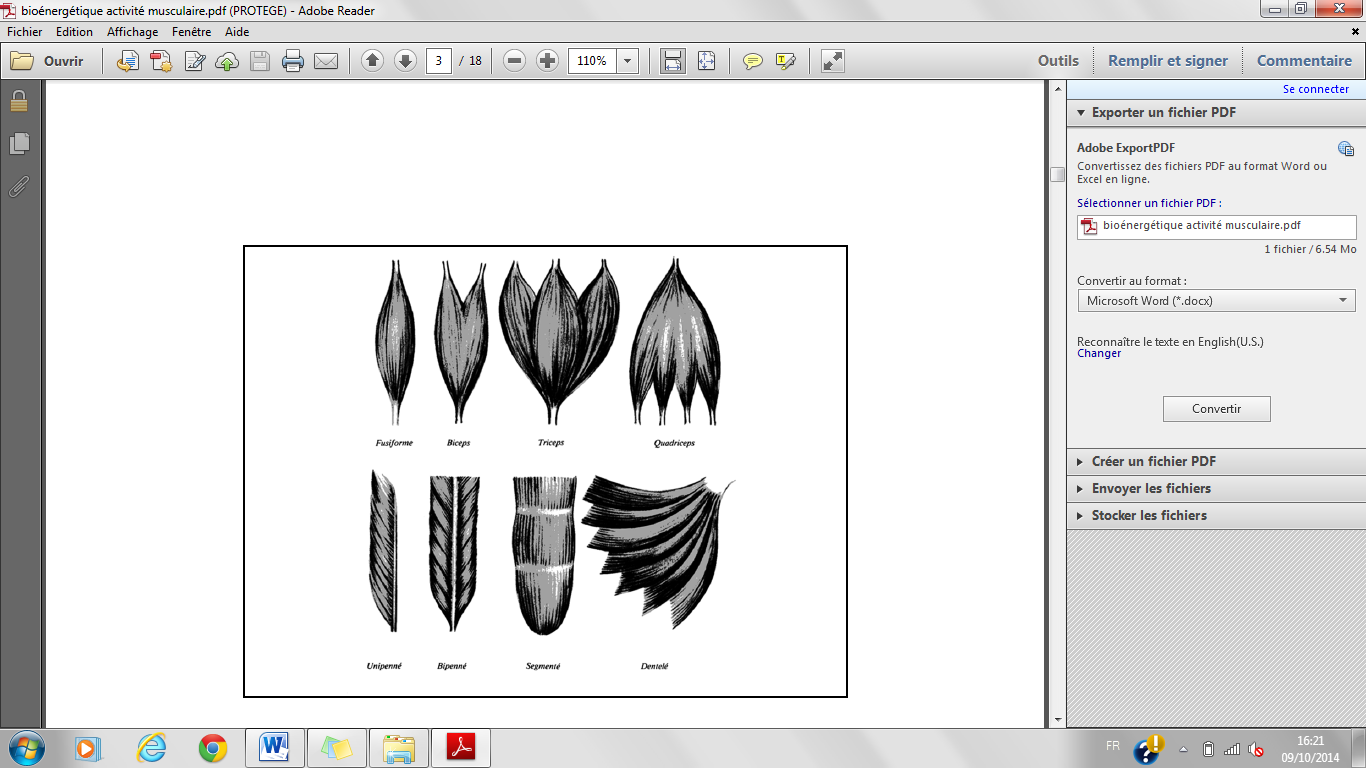 bioénergétique activité musculaire.pdf (PROTEGE) - Adobe Reader
Fichier Edition Affichage Fenêtre Aide
Ouvrir 3 / 18 110% Outils Remplir et signer Commentaire
Se connecter
Exporter un fichier PDF
Adobe ExportPDF
Convertissez des fichiers PDF au format Word ou
Excel en ligne.
Sélectionner un fichier PDF :
bioénergétique activité musculaire.pdf
1 fichier / 6.54 Mo
Convertir au format :
Microsoft Word (*.docx)
Reconnaître le texte en English(U.S.)
Changer
Convertir
Créer un fichier PDF
Envoyer les fichiers
Stocker les fichiers
Fusiforme Biceps Triceps Quadriceps
Unipenné Bipenné Segmenté Dentelé
FR
16:21
09/10/2014